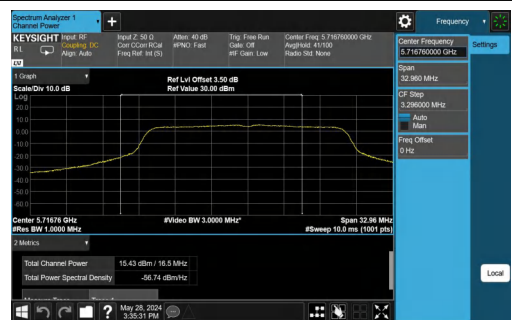 Spectrum Analyzer 1
Channel Power
+
Frequency
KEYSIGHT
RL
Input: RF
Coupling: DC
Align: Auto
Input Z: 50 Ω
Corr CCorr RCal
Freq Ref: Int (S)
Atten: 40 dB
#PNO: Fast
Trig: Free Run
Gate: Off
#IF Gain: Low
Center Freq: 5.716760000 GHz
Avg|Hold: 41/100
Radio Std: None
LXI
Center Frequency
5.716760000 GHz
Settings
Span
32.960 MHz
CF Step
3.296000 MHz
Auto
Man
Freq Offset
0 Hz
1 Graph
Scale/Div 10.0 dB
Ref Lvl Offset 3.50 dB
Ref Value 30.00 dBm
Log
20.0
10.0
0.00
-10.0
-20.0
-30.0
-40.0
-50.0
-60.0
Center 5.71676 GHz
#Res BW 1.0000 MHz
#Video BW 3.0000 MHz*
Span 32.96 MHz
#Sweep 10.0 ms (1001 pts)
2 Metrics
Total Channel Power 15.43 dBm / 16.5 MHz
Total Power Spectral Density -56.74 dBm/Hz
Local
?
May 28, 2024
3:35:31 PM